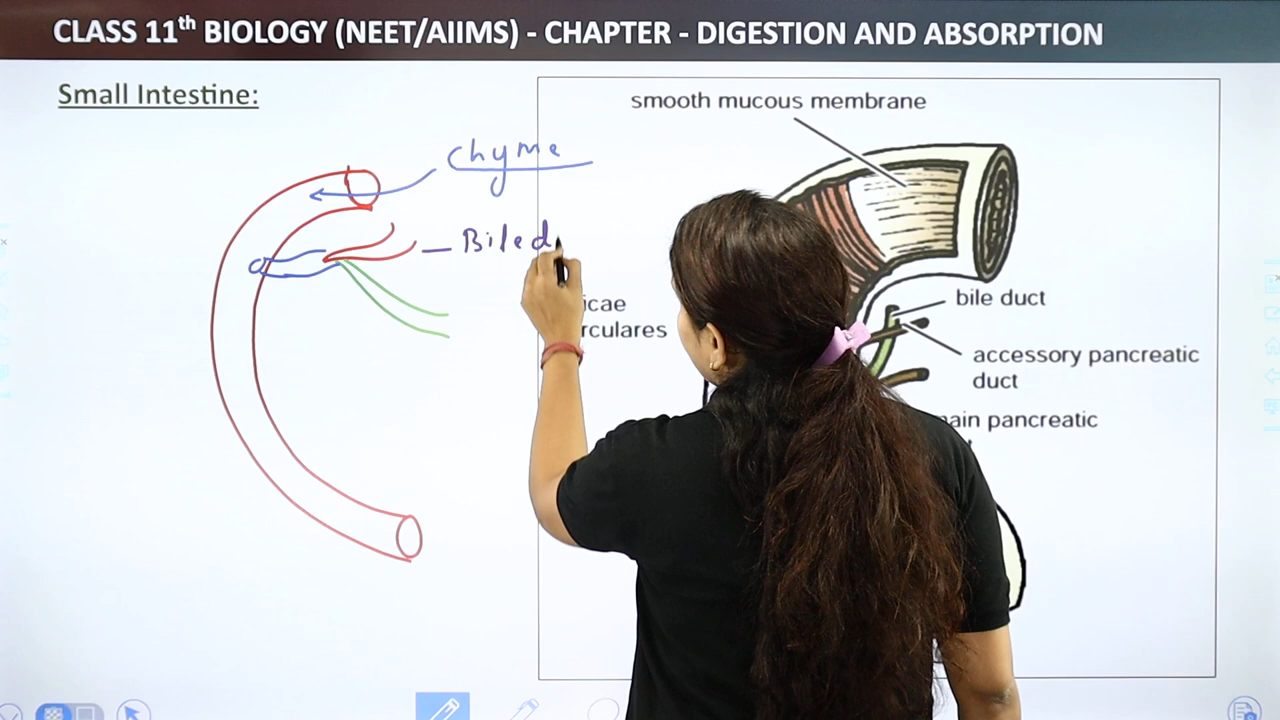 CLASS 11th BIOLOGY (NEET/AIIMS) - CHAPTER - DIGESTION AND ABSORPTION
Small Intestine:
smooth mucous membrane
Chyme
Bile d
bile duct
icae
rculares
accessory pancreatic
duct
ain pancreatic